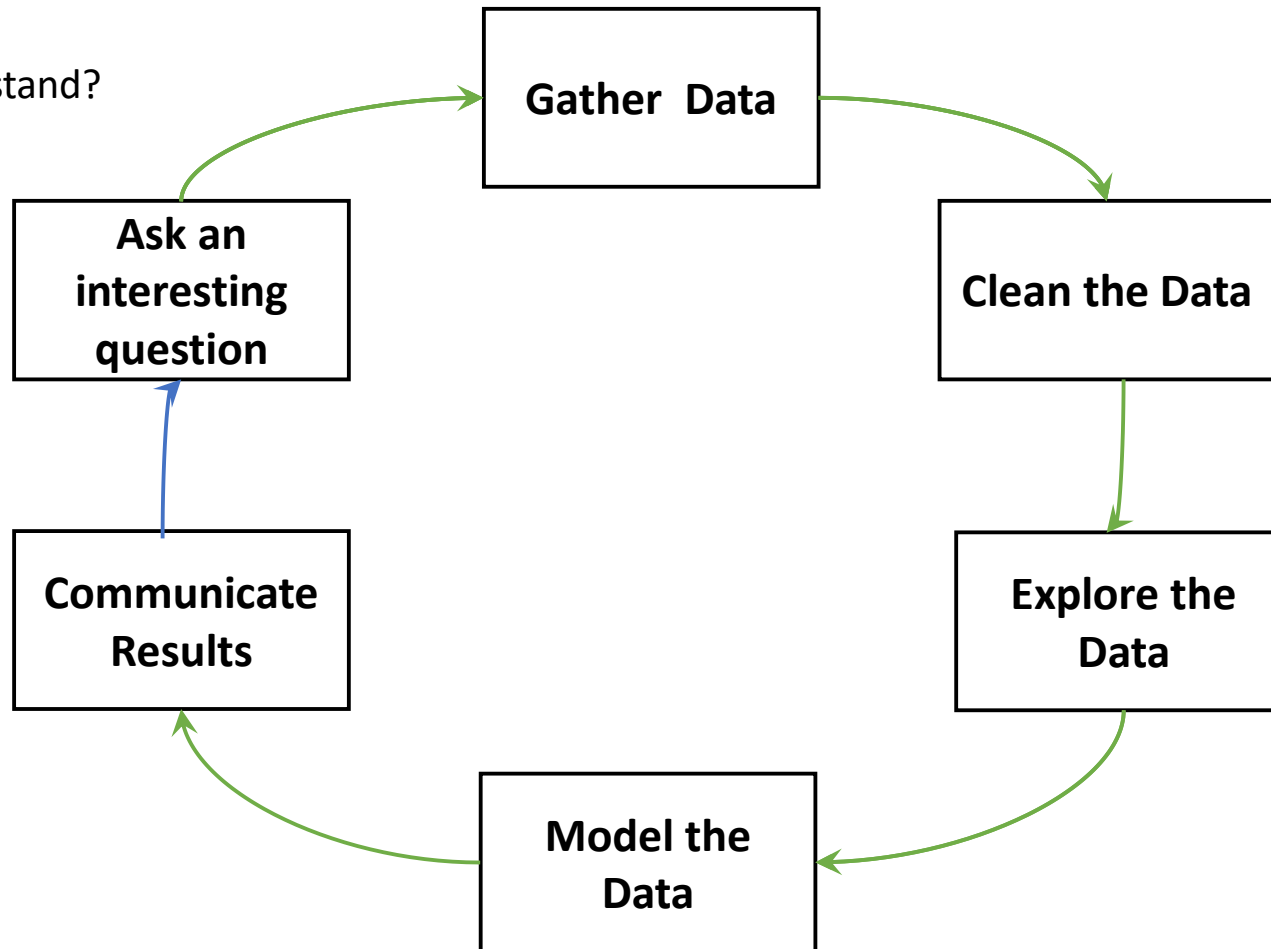 stand?
Gather  Data
Ask an
interesting
question
Clean the Data
Communicate
Results
Explore the
Data
Model the
Data